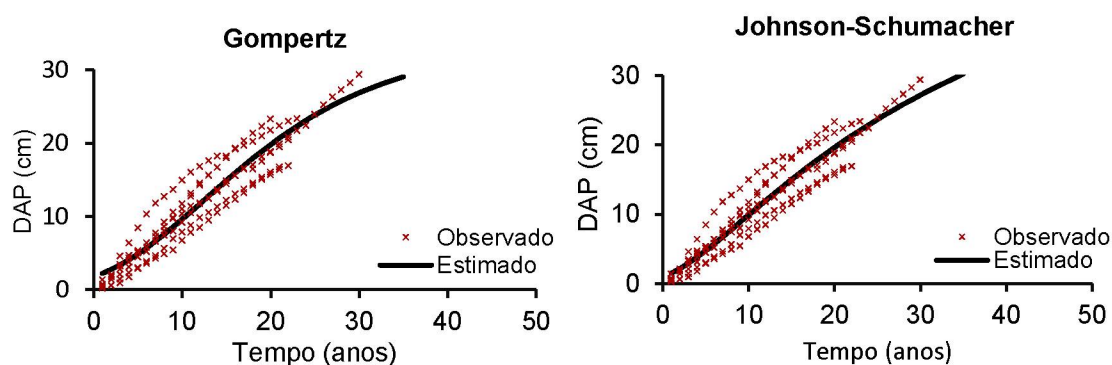 Gompertz
30
20
10
0
DAP (cm)
Observado
Estimado
0 10 20 30 40 50
Tempo (anos)
Johnson-Schumacher
30
20
10
0
DAP (cm)
Observado
Estimado
0 10 20 30 40 50
Tempo (anos)